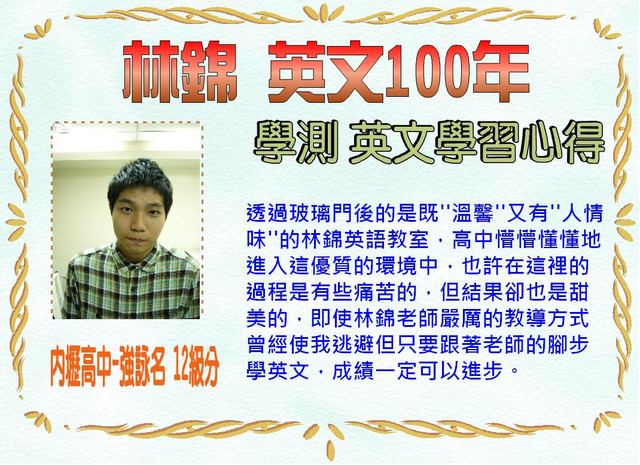 林錦 英文100年
學測 英文學習心得
透過玻璃門後的是既"溫馨"又有"人情
味"的林錦英語教室，高中懵懵懂懂地
進入這優質的環境中，也許在這裡的
過程是有些痛苦的，但結果卻也是甜
美的，即使林錦老師嚴厲的教導方式
曾經使我逃避但只要跟著老師的腳步
學英文，成績一定可以進步。
內壢高中-強詠名 12級分